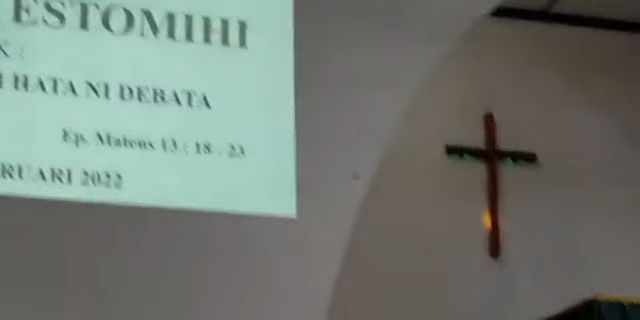 ESTOMIHI
K :
HATA NI DEBATA
Ep. Mateus 13 : 18 - 23
RUARI 2022